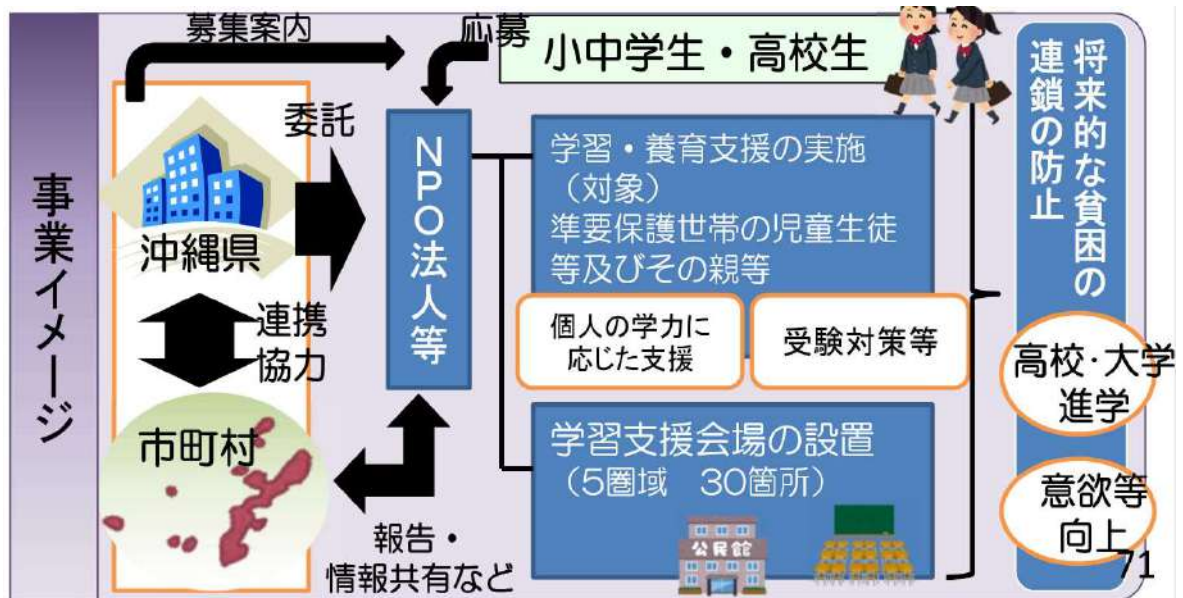 事業イメージ
募集案内
応募
小中学生・高校生
沖縄県
委託
連携
協力
市町村
NPO法人等
報告・
情報共有など
学習・養育支援の実施
（対象）
準要保護世帯の児童生徒
等及びその親等
個人の学力に
応じた支援
受験対策等
学習支援会場の設置
（5圏域　30箇所）
公民館
将来的な貧困の
連鎖の防止
高校・大学
進学
意欲等
向上
71